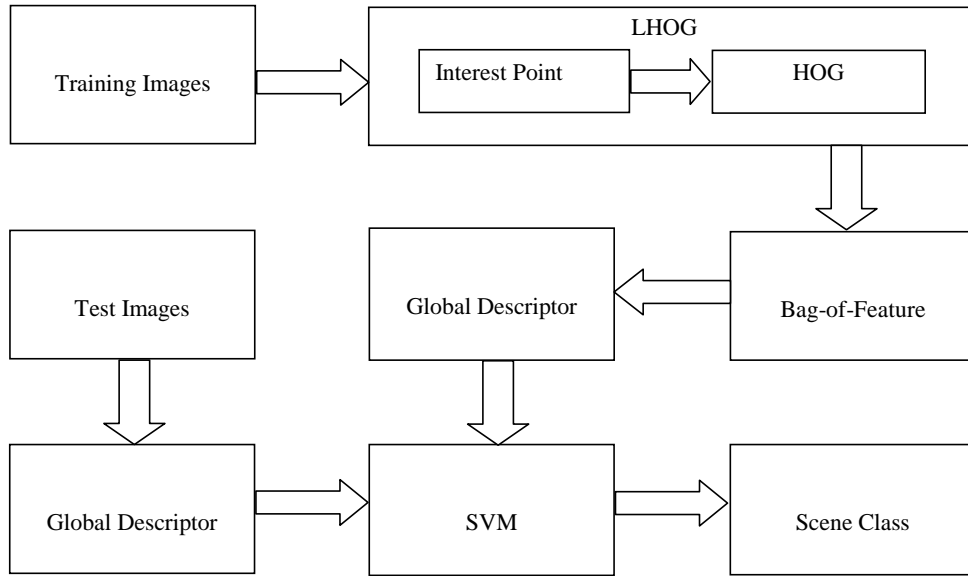 LHOG
Training Images
Interest Point
HOG
Test Images
Global Descriptor
Bag-of-Feature
Global Descriptor
SVM
Scene Class